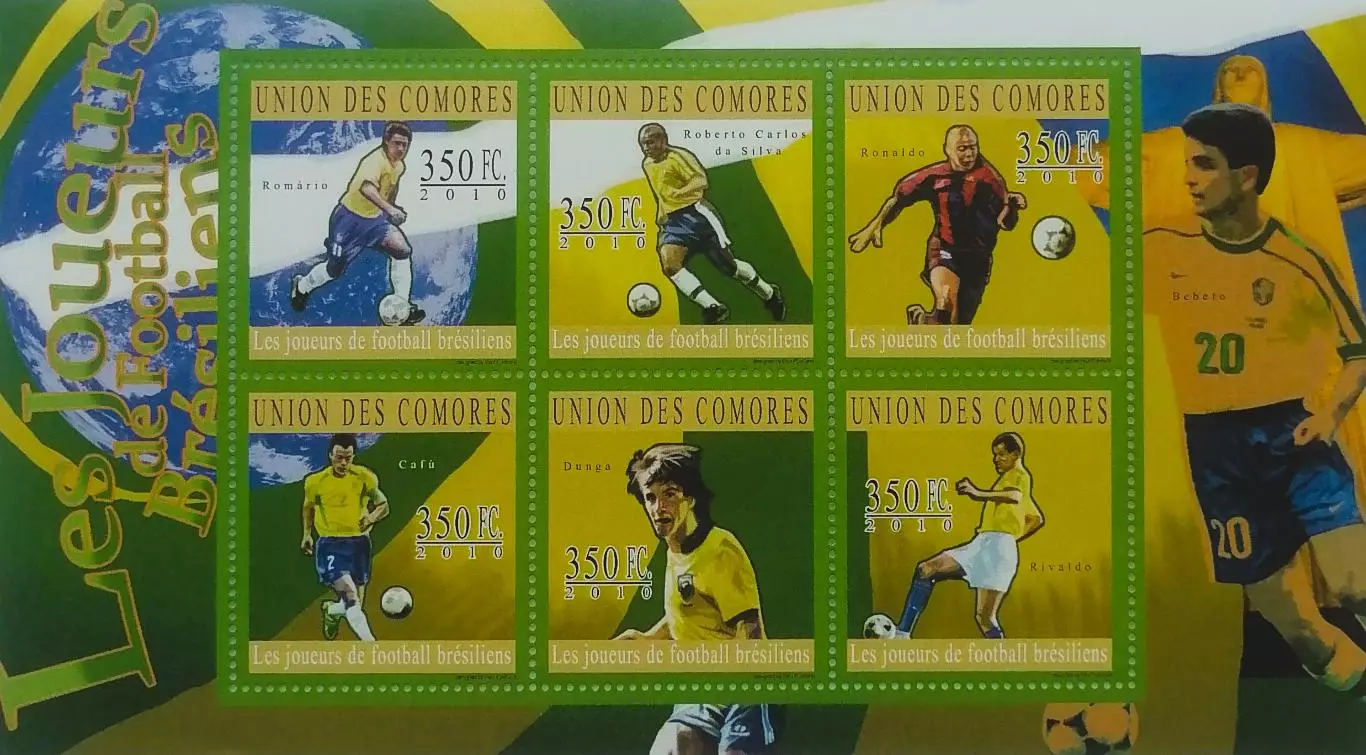 Les Joueurs
de Football
Brésiliens
UNION DES COMORES
Romário
350 FC.
2010
11
Les joueurs de football brésiliens
UNION DES COMORES
Roberto Carlos
da Silva
350 FC.
2010
Les joueurs de football brésiliens
UNION DES COMORES
Ronaldo
350 FC.
2010
Les joueurs de football brésiliens
UNION DES COMORES
Cafú
350 FC.
2010
2
Les joueurs de football brésiliens
UNION DES COMORES
Dunga
350 FC.
2010
Les joueurs de football brésiliens
UNION DES COMORES
350 FC.
2010
Rivaldo
Les joueurs de football brésiliens
Bebeto
20
20